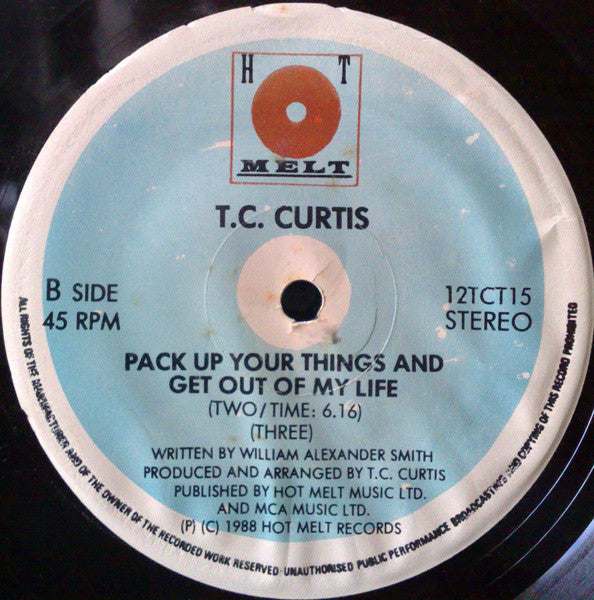 H T
MELT
T.C. CURTIS
B SIDE
45 RPM
12TCT15
STEREO
PACK UP YOUR THINGS AND
GET OUT OF MY LIFE
(TWO/TIME: 6.16)
(THREE)
WRITTEN BY WILLIAM ALEXANDER SMITH
PRODUCED AND ARRANGED BY T.C. CURTIS
PUBLISHED BY HOT MELT MUSIC LTD.
AND MCA MUSIC LTD.
(P) (C) 1988 HOT MELT RECORDS
ALL RIGHTS OF THE MANUFACTURER AND OF THE OWNER OF THE RECORDED WORK RESERVED-UNAUTHORISED PUBLIC PERFORMANCE BROADCASTING AND COPYING OF THIS RECORD PROHIBITED